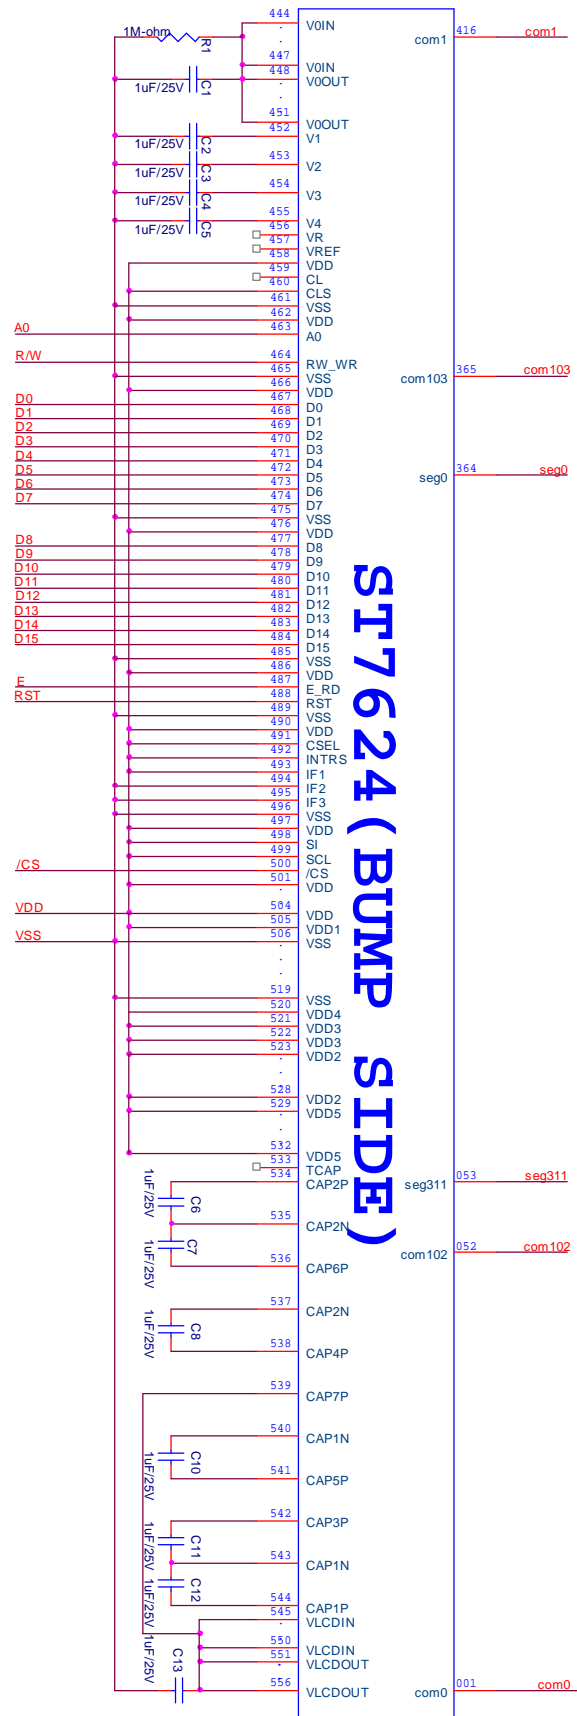 444
V0IN
1M-ohm
R1
com1
416
com1
447
V0IN
448
V0OUT
C1
1uF/25V
451
V0OUT
452
V1
C2
1uF/25V
453
V2
C3
1uF/25V
454
V3
C4
1uF/25V
455
V4
C5
1uF/25V
456
VR
457
VREF
458
VDD
459
CL
460
CLS
461
VSS
462
VDD
A0
463
A0
R/W
464
RW_WR
465
VSS
com103
365
com103
466
VDD
D0
467
D0
D1
468
D1
D2
469
D2
D3
470
D3
D4
471
D4
D5
472
D5
seg0
364
seg0
D6
473
D6
D7
474
D7
475
VSS
476
VDD
D8
477
D8
D9
478
D9
D10
479
D10
D11
480
D11
D12
481
D12
D13
482
D13
D14
483
D14
D15
484
D15
485
VSS
486
VDD
E
487
E_RD
RST
488
RST
489
VSS
490
VDD
491
CSEL
492
INTRS
493
IF1
494
IF2
495
IF3
496
VSS
497
VDD
498
SI
499
SCL
/CS
500
/CS
501
VDD
VDD
504
VDD
505
VDD1
VSS
506
VSS
519
VSS
520
VDD4
521
VDD3
522
VDD3
523
VDD2
528
VDD2
529
VDD5
532
VDD5
533
TCAP
534
CAP2P
seg311
053
seg311
1uF/25V
C6
535
CAP2N
1uF/25V
C7
com102
052
com102
536
CAP6P
537
CAP2N
1uF/25V
C8
538
CAP4P
539
CAP7P
540
CAP1N
1uF/25V
C10
541
CAP5P
542
CAP3P
1uF/25V
C11
543
CAP1N
1uF/25V
C12
544
CAP1P
545
VLCDIN
550
VLCDIN
551
VLCDOUT
1uF/25V
C13
556
VLCDOUT
com0
001
com0
ST7624(BUMP SIDE)